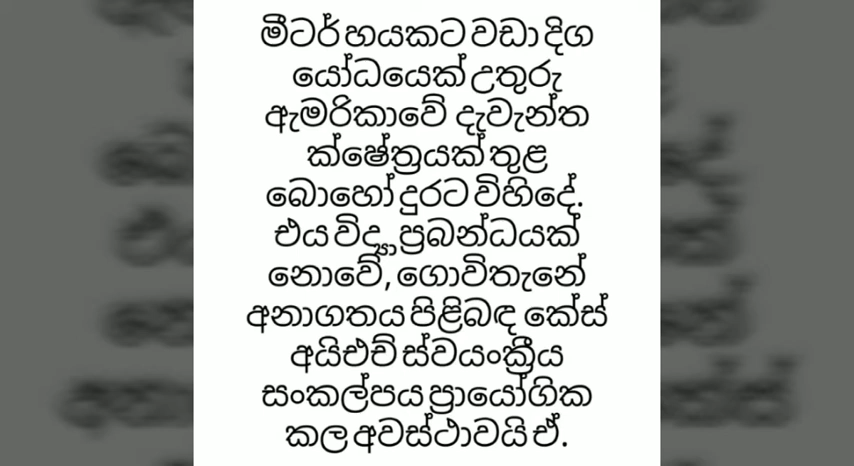 මීටර් හයකට වඩා දිග
යෝධයෙක් උතුරු
ඇමරිකාවේ දැවැන්ත
ක්ෂේත්‍රයක් තුළ
බොහෝ දුරට විහිදේ.
එය විද්‍යා ප්‍රබන්ධයක්
නොවේ, ගොවිතැනේ
අනාගතය පිළිබඳ කේස්
අයිඑච් ස්වයංක්‍රීය
සංකල්පය ප්‍රායෝගික
කල අවස්ථාවයි ඒ.